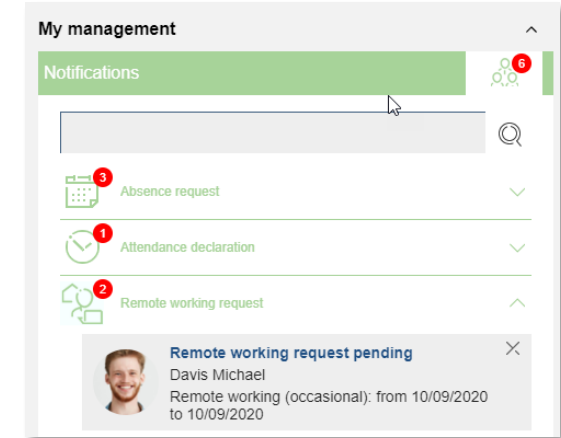 My management
Notifications
6
3
Absence request
1
Attendance declaration
2
Remote working request
Remote working request pending
Davis Michael
Remote working (occasional): from 10/09/2020
to 10/09/2020